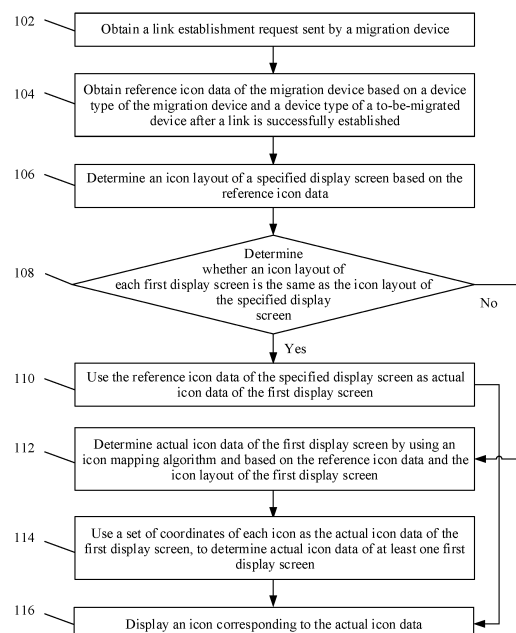 102
Obtain a link establishment request sent by a migration device
104
Obtain reference icon data of the migration device based on a device
type of the migration device and a device type of a to-be-migrated
device after a link is successfully established
106
Determine an icon layout of a specified display screen based on the
reference icon data
108
Determine
whether an icon layout of
each first display screen is the same as the icon layout of
the specified display
screen
No
Yes
110
Use the reference icon data of the specified display screen as actual
icon data of the first display screen
112
Determine actual icon data of the first display screen by using an
icon mapping algorithm and based on the reference icon data and the
icon layout of the first display screen
114
Use a set of coordinates of each icon as the actual icon data of the
first display screen, to determine actual icon data of at least one first
display screen
116
Display an icon corresponding to the actual icon data